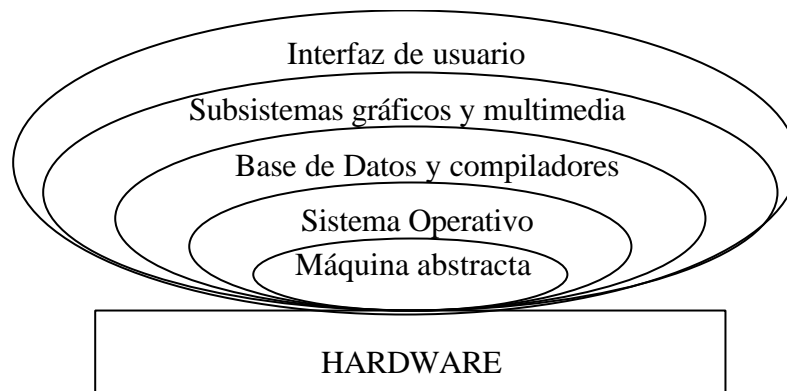 Interfaz de usuario
Subsistemas gráficos y multimedia
Base de Datos y compiladores
Sistema Operativo
Máquina abstracta
HARDWARE